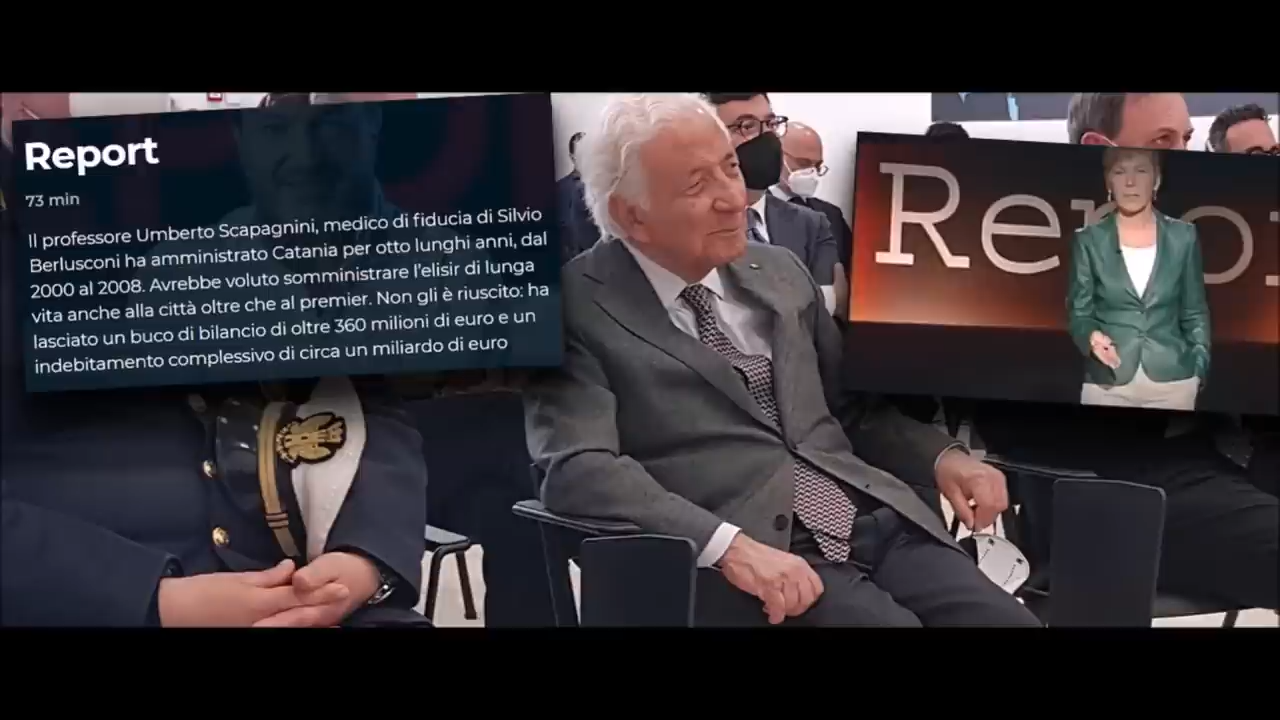 Report
73 min
Il professore Umberto Scapagnini, medico di fiducia di Silvio
Berlusconi ha amministrato Catania per otto lunghi anni, dal
2000 al 2008. Avrebbe voluto somministrare l'elisir di lunga
vita anche alla città oltre che al premier. Non gli è riuscito: ha
lasciato un buco di bilancio di oltre 360 milioni di euro e un
indebitamento complessivo di circa un miliardo di euro
Repor